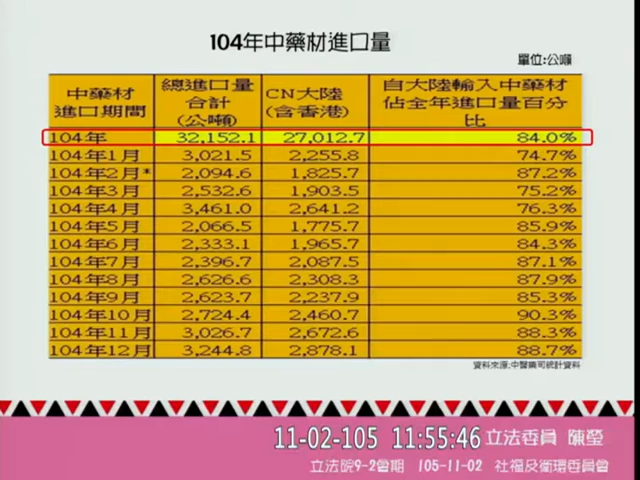 104年中藥材進口量
單位:公噸
中藥材進口期間 總進口量合計(公噸) CN大陸(含香港) 自大陸輸入中藥材佔全年進口量百分比
104年 32,152.1 27,012.7 84.0%
104年1月 3,021.5 2,255.8 74.7%
104年2月* 2,094.6 1,825.7 87.2%
104年3月 2,532.6 1,903.5 75.2%
104年4月 3,461.0 2,641.2 76.3%
104年5月 2,066.5 1,775.7 85.9%
104年6月 2,333.1 1,965.7 84.3%
104年7月 2,396.7 2,087.5 87.1%
104年8月 2,626.6 2,308.3 87.9%
104年9月 2,623.7 2,237.9 85.3%
104年10月 2,724.4 2,460.7 90.3%
104年11月 3,026.7 2,672.6 88.3%
104年12月 3,244.8 2,878.1 88.7%
資料來源:中醫藥司統計資料
11-02-105 11:55:46 立法委員 陳瑩
立法院9-2會期 105-11-02 社福及衛環委員會